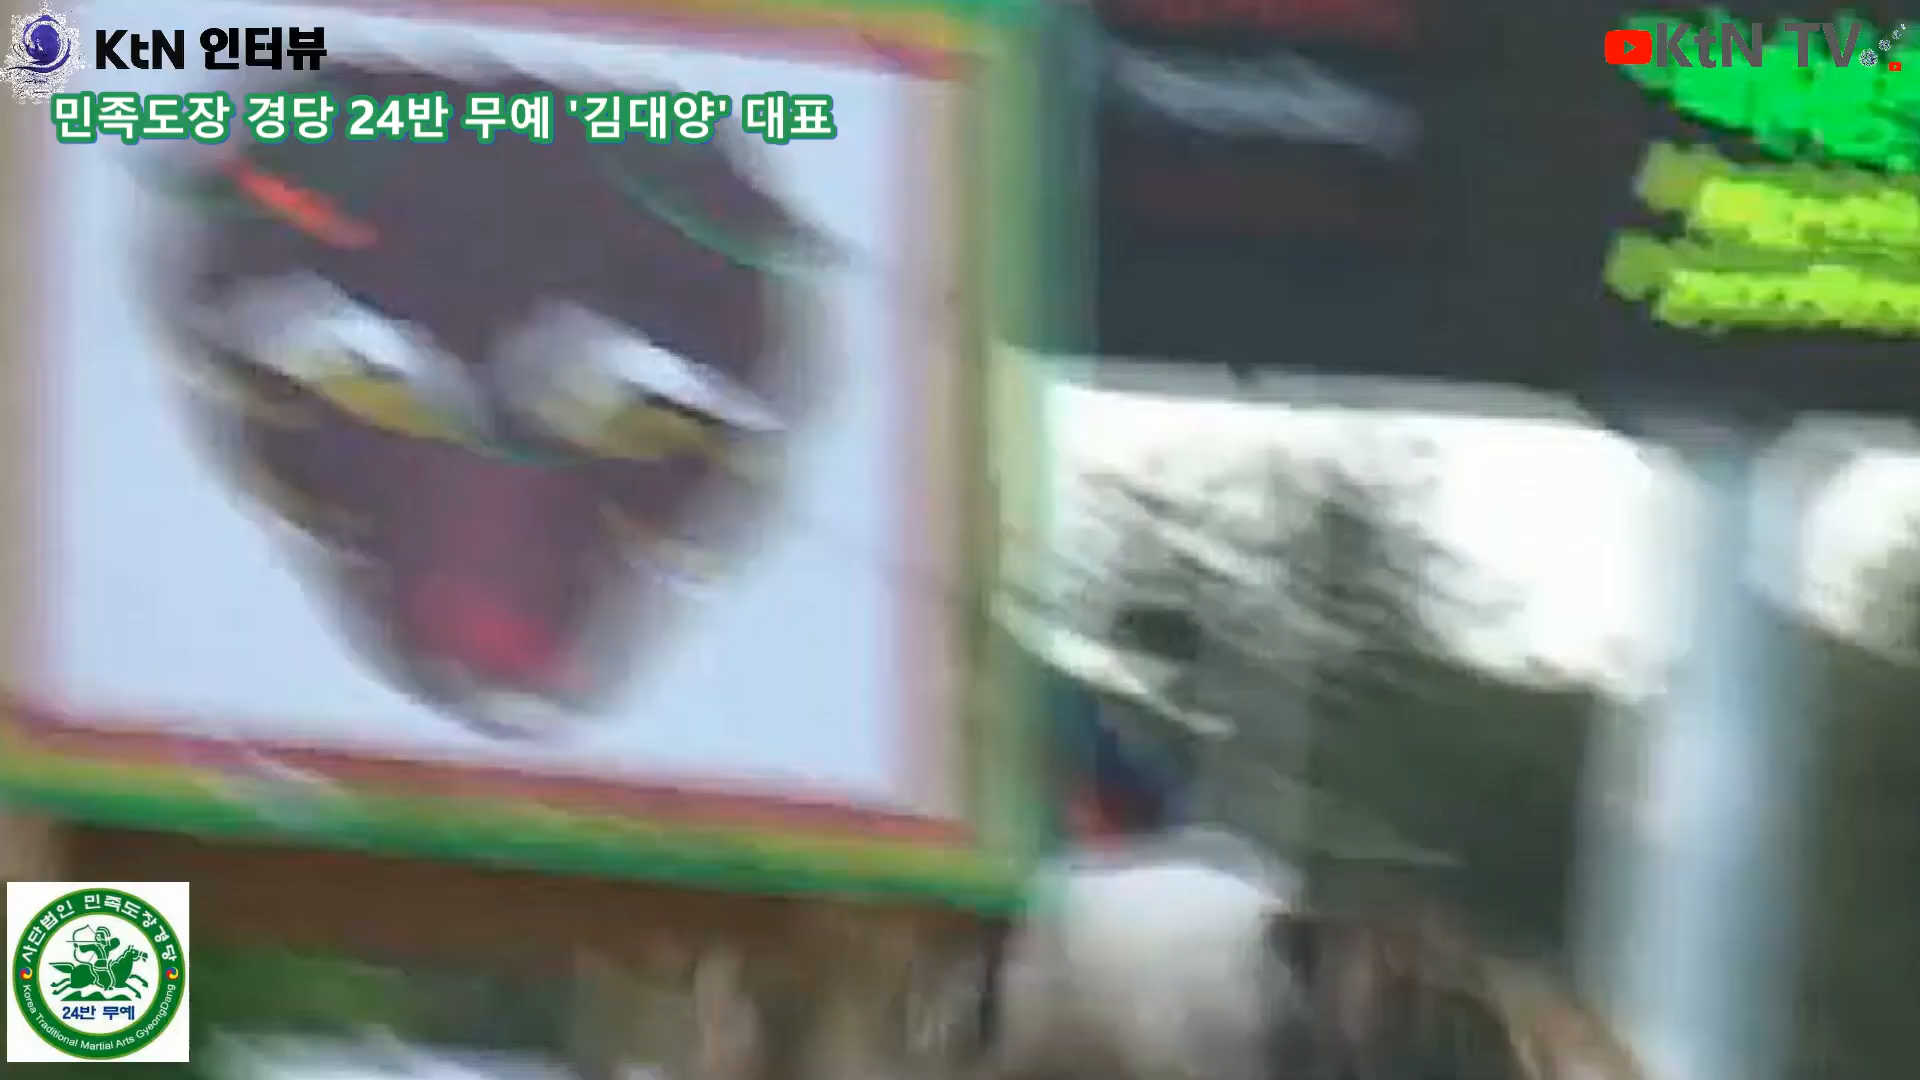 KtN 인터뷰
KtN TV
민족도장 경당 24반 무예 '김대양' 대표
사단법인 민족도장경당
24반 무예
Korea Traditional Martial Arts GyeongDang